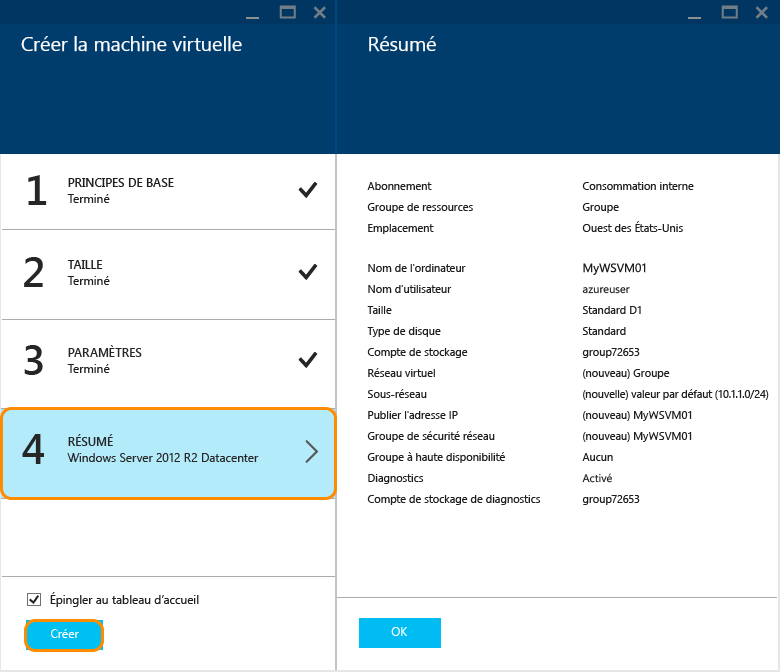 Créer la machine virtuelle
1
PRINCIPES DE BASE
Terminé
2
TAILLE
Terminé
3
PARAMÈTRES
Terminé
4
RÉSUMÉ
Windows Server 2012 R2 Datacenter
Épingler au tableau d'accueil
Créer
Résumé
Abonnement Consommation interne
Groupe de ressources Groupe
Emplacement Ouest des États-Unis
Nom de l'ordinateur MyWSVM01
Nom d'utilisateur azureuser
Taille Standard D1
Type de disque Standard
Compte de stockage group72653
Réseau virtuel (nouveau) Groupe
Sous-réseau (nouvelle) valeur par défaut (10.1.1.0/24)
Publier l'adresse IP (nouveau) MyWSVM01
Groupe de sécurité réseau (nouveau) MyWSVM01
Groupe à haute disponibilité Aucun
Diagnostics Activé
Compte de stockage de diagnostics group72653
OK